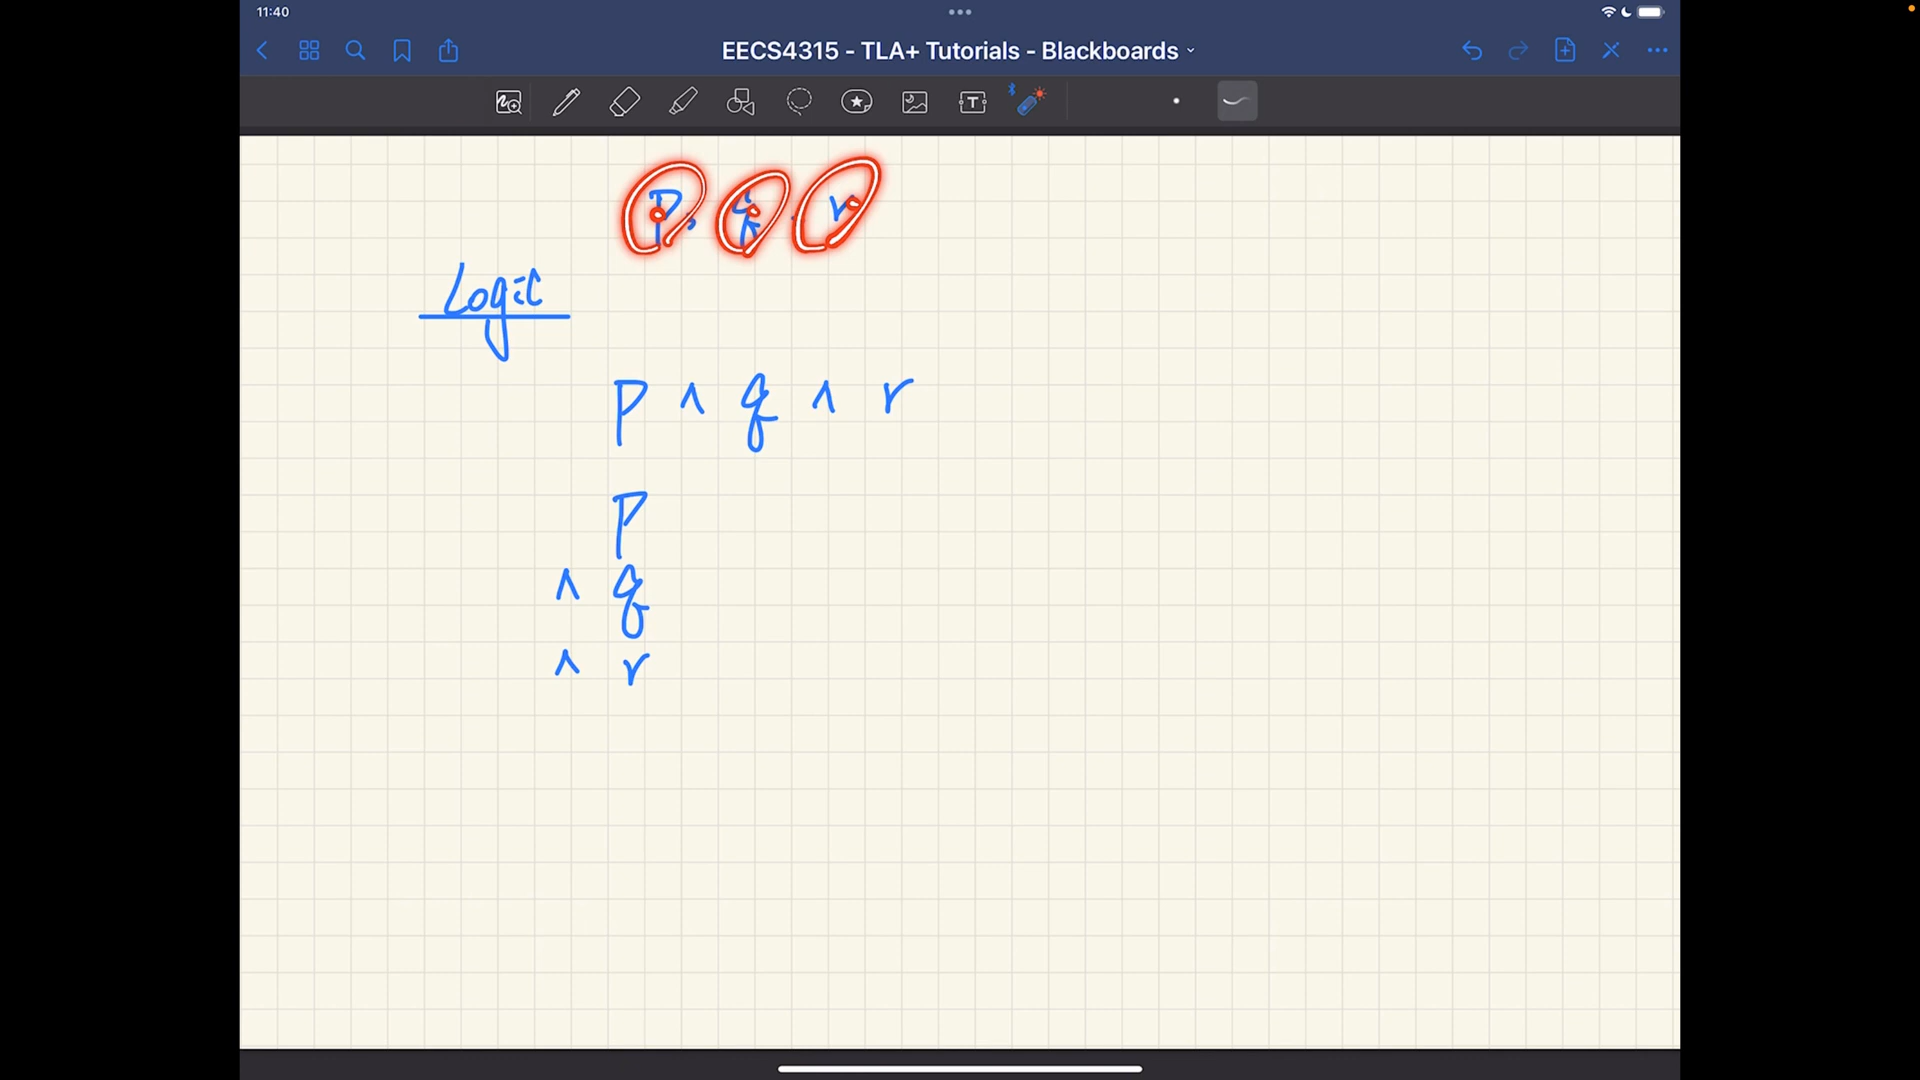 11:40
EECS4315 - TLA+ Tutorials - Blackboards
p, q, r
Logic
p ∧ q ∧ r
p
∧ q
∧ r